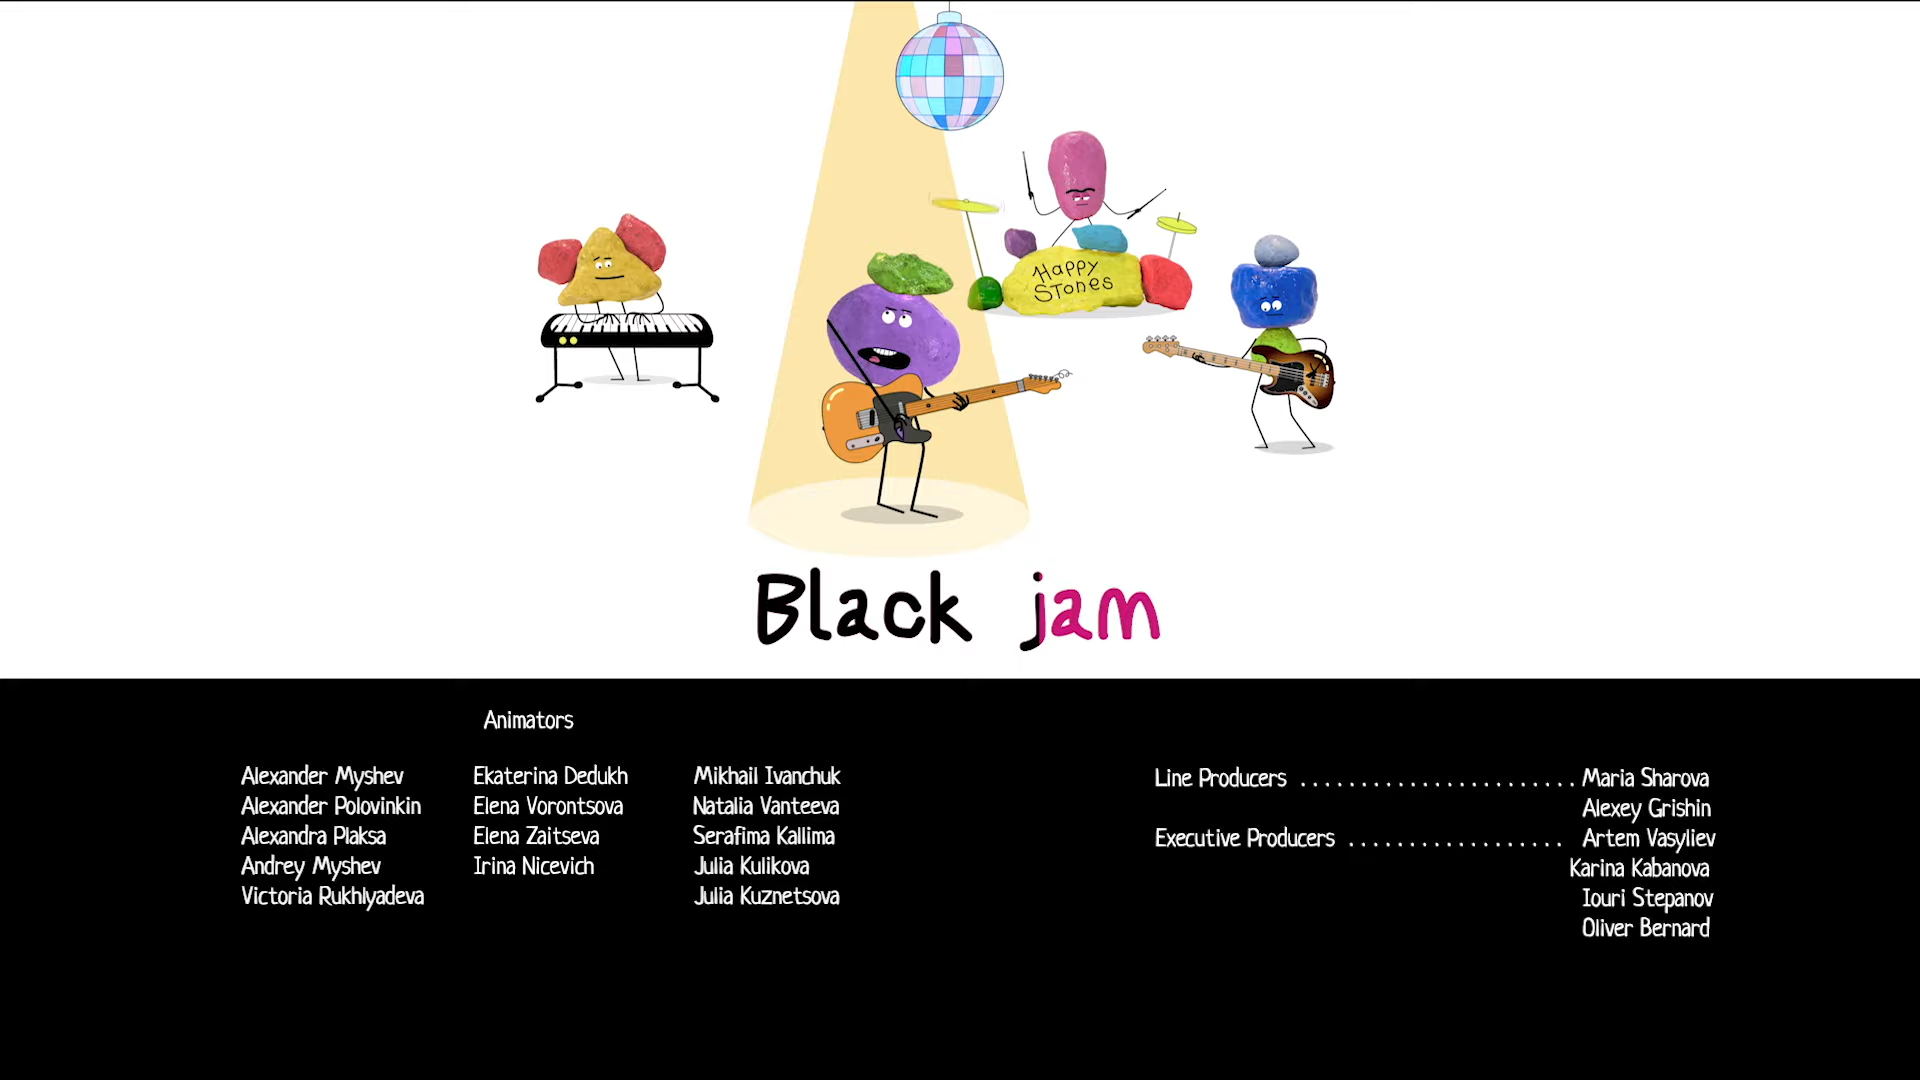 Happy
Stones
Black jam
Animators
Alexander Myshev
Alexander Polovinkin
Alexandra Plaksa
Andrey Myshev
Victoria Rukhlyadeva
Ekaterina Dedukh
Elena Vorontsova
Elena Zaitseva
Irina Nicevich
Mikhail Ivanchuk
Natalia Vanteeva
Serafima Kallima
Julia Kulikova
Julia Kuznetsova
Line Producers ....................... Maria Sharova
Alexey Grishin
Executive Producers .................. Artem Vasyliev
Karina Kabanova
Iouri Stepanov
Oliver Bernard